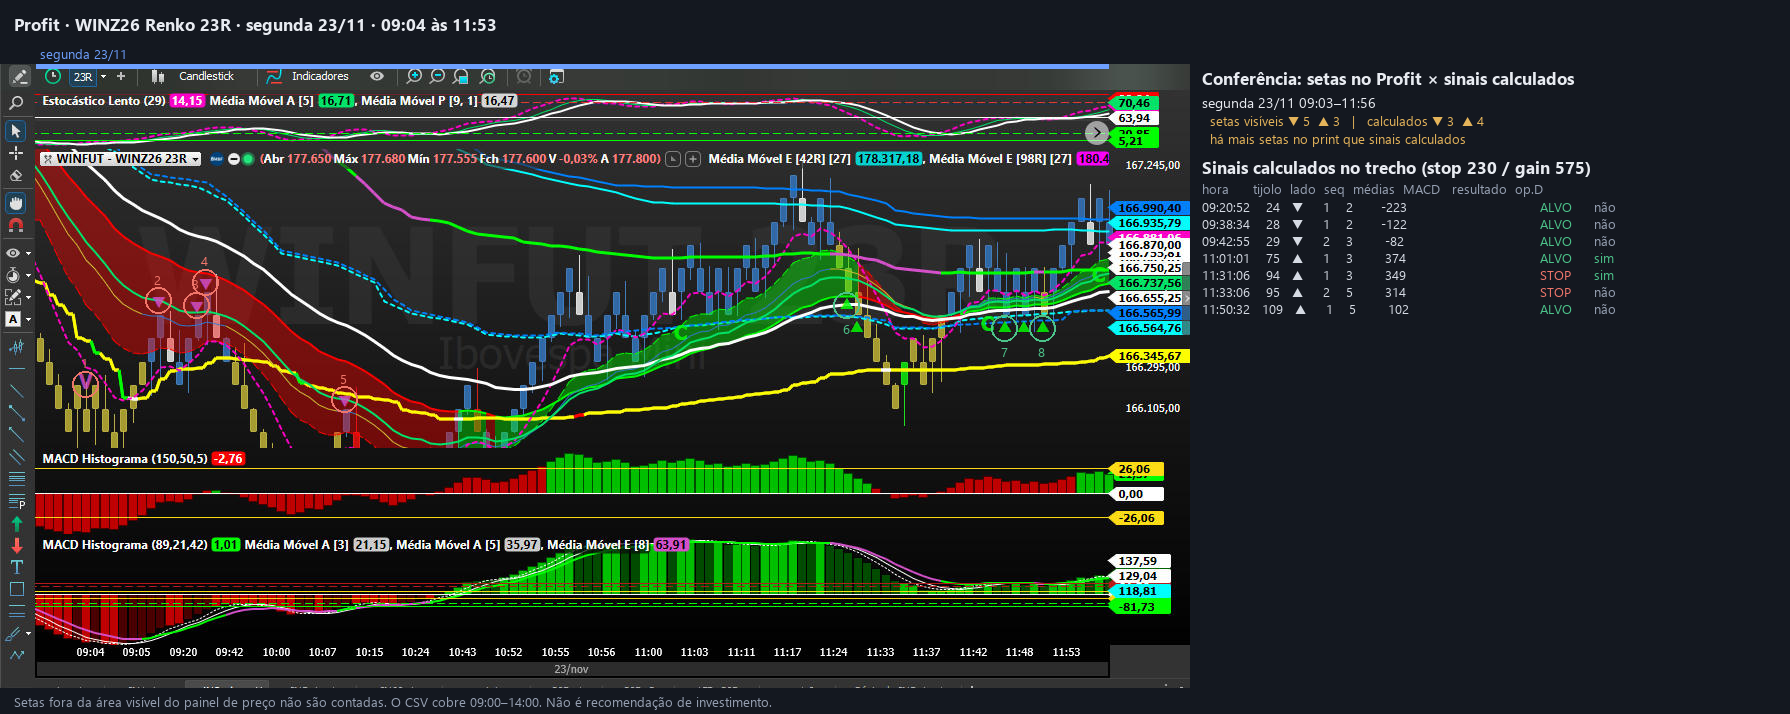 Profit · WINZ26 Renko 23R · segunda 23/11 · 09:04 às 11:53
segunda 23/11
23R Candlestick Indicadores
Estocástico Lento (29) 14,15 Média Móvel A [5] 16,71, Média Móvel P [9, 1] 16,47
70,46
63,94
5,21
WINFUT - WINZ26 23R (Abr 177.650 Máx 177.680 Mín 177.555 Fch 177.600 V -0,03% A 177.800) Média Móvel E [42R] [27] 178.317,18, Média Móvel E [98R] [27] 180.4
167.245,00
166.990,40
166.935,79
166.870,00
166.750,25
166.737,56
166.655,25
166.565,99
166.564,76
166.345,67
166.295,00
166.105,00
WINFUT 23R
Ibovespa Mini
1
2
3
4
5
6
7
8
C
C
C
MACD Histograma (150,50,5) -2,76
26,06
0,00
-26,06
MACD Histograma (89,21,42) 1,01 Média Móvel A [3] 21,15, Média Móvel A [5] 35,97, Média Móvel E [8] 63,91
137,59
129,04
118,81
-81,73
09:04 09:05 09:20 09:42 10:00 10:07 10:15 10:24 10:43 10:52 10:55 10:56 11:00 11:03 11:11 11:17 11:24 11:33 11:37 11:42 11:48 11:53
23/nov
Conferência: setas no Profit × sinais calculados
segunda 23/11 09:03–11:56
setas visíveis ▼ 5 ▲ 3 | calculados ▼ 3 ▲ 4
há mais setas no print que sinais calculados
Sinais calculados no trecho (stop 230 / gain 575)
hora tijolo lado seq médias MACD resultado op.D
09:20:52 24 ▼ 1 2 -223 ALVO não
09:38:34 28 ▼ 1 2 -122 ALVO não
09:42:55 29 ▼ 2 3 -82 ALVO não
11:01:01 75 ▲ 1 3 374 ALVO sim
11:31:06 94 ▲ 1 3 349 STOP sim
11:33:06 95 ▲ 2 5 314 STOP não
11:50:32 109 ▲ 1 5 102 ALVO não
Setas fora da área visível do painel de preço não são contadas. O CSV cobre 09:00–14:00. Não é recomendação de investimento.